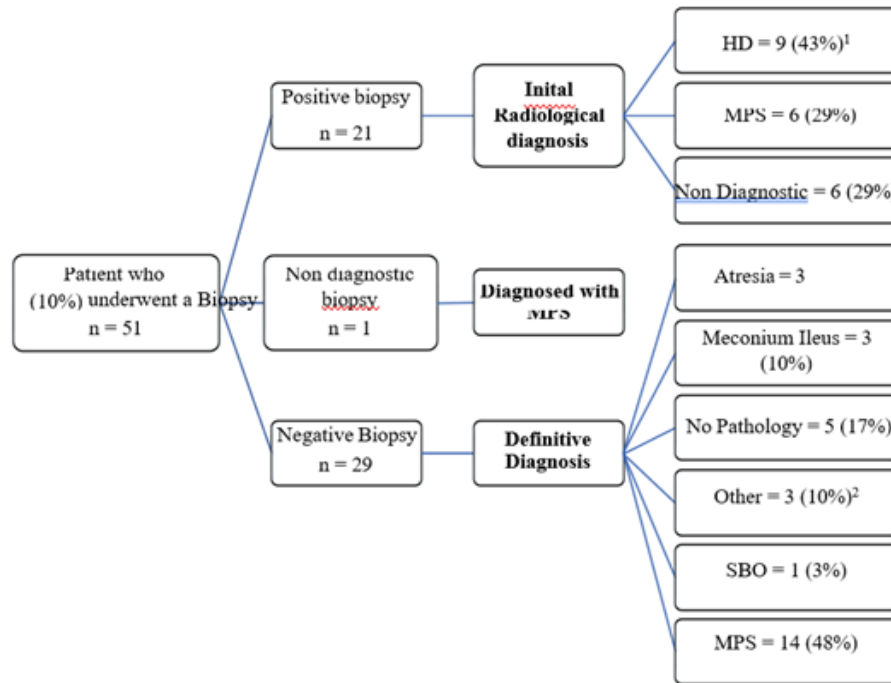 Patient who
(10%) underwent a Biopsy
n = 51
Positive biopsy
n = 21
Inital
Radiological
diagnosis
HD = 9 (43%)¹
MPS = 6 (29%)
Non Diagnostic = 6 (29%
Non diagnostic
biopsy
n = 1
Diagnosed with
MPS
Negative Biopsy
n = 29
Definitive
Diagnosis
Atresia = 3
Meconium Ileus = 3
(10%)
No Pathology = 5 (17%)
Other = 3 (10%)²
SBO = 1 (3%)
MPS = 14 (48%)